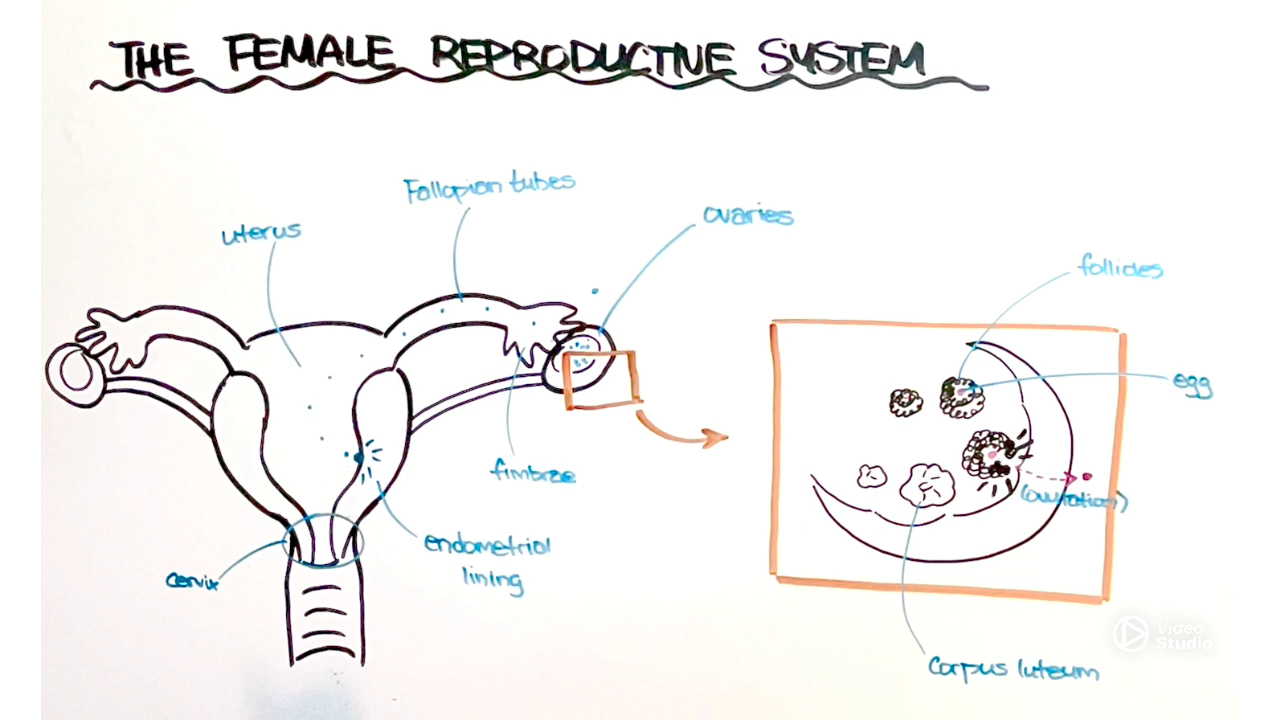 THE FEMALE REPRODUCTIVE SYSTEM
Fallopian tubes
uterus
ovaries
follicles
egg
fimbrae
(ovulation)
endometrial
lining
cervix
corpus luteum
Video
Studio